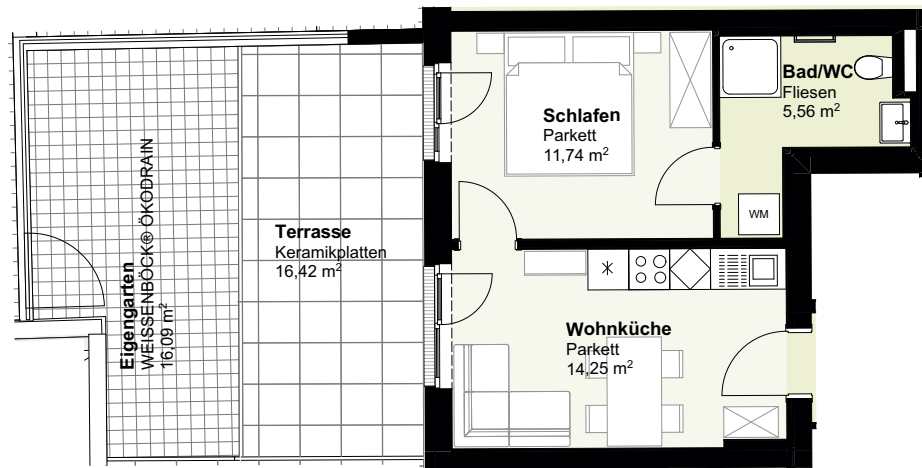 Eigengarten
WEISSENBÖCK® ÖKODRAIN
16,09 m²
Terrasse
Keramikplatten
16,42 m²
Schlafen
Parkett
11,74 m²
Bad/WC
Fliesen
5,56 m²
WM
Wohnküche
Parkett
14,25 m²